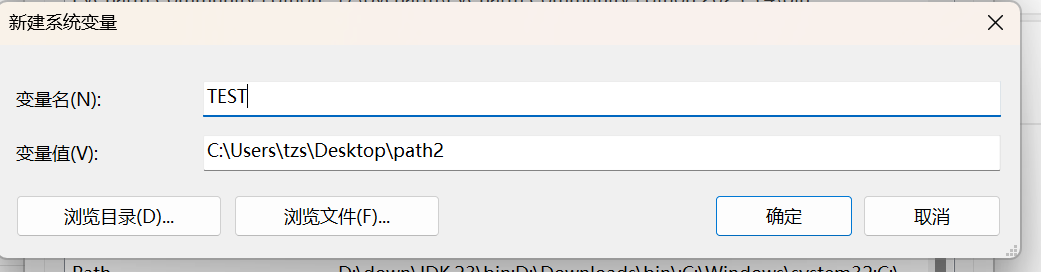 新建系统变量
变量名(N):
TEST
变量值(V):
C:\Users\tzs\Desktop\path2
浏览目录(D)...
浏览文件(F)...
确定
取消
Path
D:\down\JDK 23\bin;D:\Downloads\bin\;C:\Windows\system32;C:\